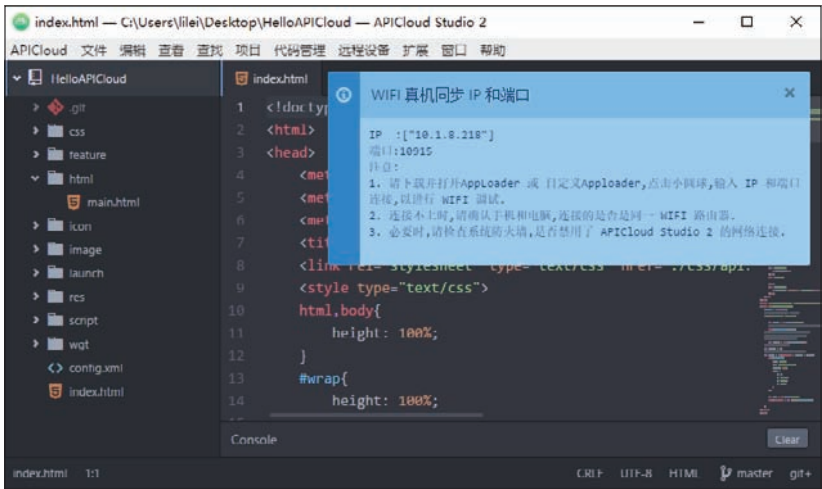 index.html — C:\Users\lilei\Desktop\HelloAPICloud — APICloud Studio 2
APICloud 文件 编辑 查看 查找 项目 代码管理 远程设备 扩展 窗口 帮助
HelloAPICloud
.git
css
feature
html
main.html
icon
image
launch
res
script
wgt
config.xml
index.html
index.html
1 <!doctyp
2 <html>
3 <head>
4 <met
5 <met
6 <met
7 <tit
8 <link rel="stylesheet" type="text/css" href="./css/api.
9 <style type="text/css">
10 html,body{
11 height: 100%;
12 }
13 #wrap{
14 height: 100%;
WIFI 真机同步 IP 和端口
IP :["10.1.8.218"]
端口:10915
注意:
1. 请下载并打开AppLoader 或 自定义Apploader,点击小圆球,输入 IP 和端口
连接,以进行 WIFI 调试.
2. 连接不上时,请确认手机和电脑,连接的是否是同一 WIFI 路由器.
3. 必要时,请检查系统防火墙,是否禁用了 APICloud Studio 2 的网络连接.
Console
Clear
index.html 1:1 CRLF UTF-8 HTML master git+